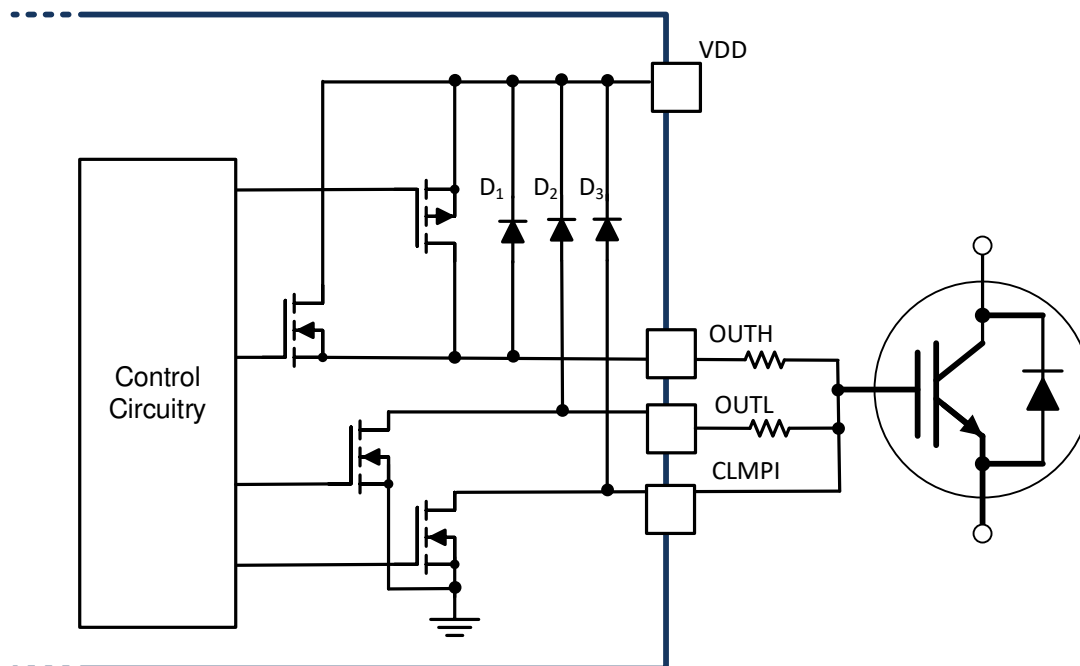 VDD
D₁ D₂ D₃
OUTH
Control
Circuitry
OUTL
CLMPI